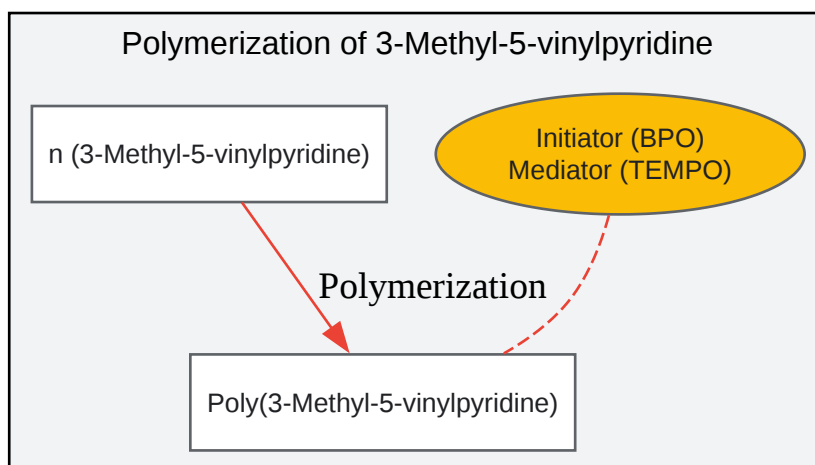 Polymerization of 3-Methyl-5-vinylpyridine
n (3-Methyl-5-vinylpyridine)
Initiator (BPO)
Mediator (TEMPO)
Polymerization
Poly(3-Methyl-5-vinylpyridine)